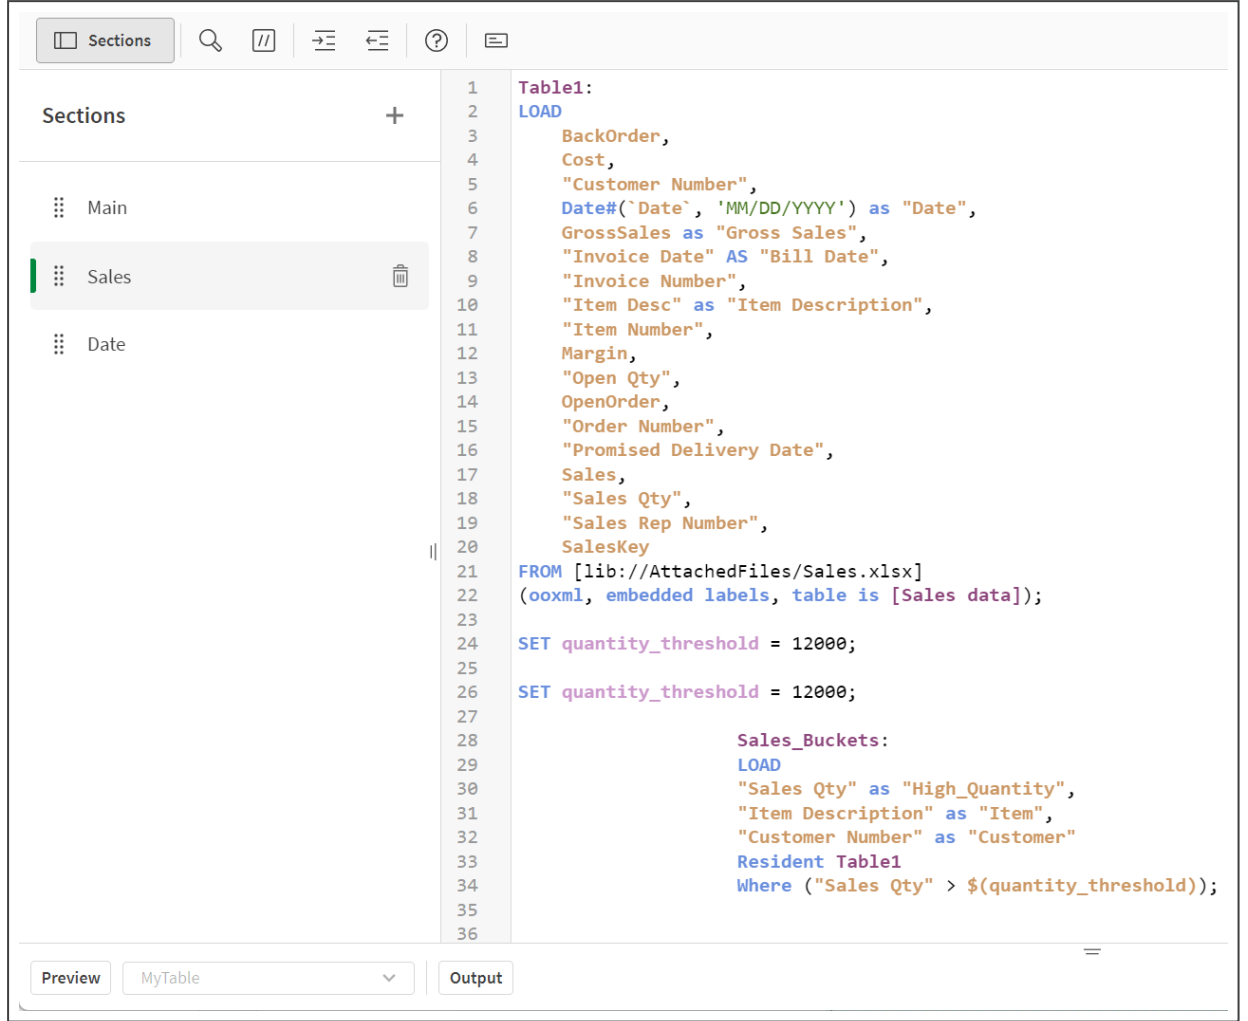 Sections
//
?
Sections
+
Main
Sales
Date
1 Table1:
2 LOAD
3 BackOrder,
4 Cost,
5 "Customer Number",
6 Date#(`Date`, 'MM/DD/YYYY') as "Date",
7 GrossSales as "Gross Sales",
8 "Invoice Date" AS "Bill Date",
9 "Invoice Number",
10 "Item Desc" as "Item Description",
11 "Item Number",
12 Margin,
13 "Open Qty",
14 OpenOrder,
15 "Order Number",
16 "Promised Delivery Date",
17 Sales,
18 "Sales Qty",
19 "Sales Rep Number",
20 SalesKey
21 FROM [lib://AttachedFiles/Sales.xlsx]
22 (ooxml, embedded labels, table is [Sales data]);
23
24 SET quantity_threshold = 12000;
25
26 SET quantity_threshold = 12000;
27
28 Sales_Buckets:
29 LOAD
30 "Sales Qty" as "High_Quantity",
31 "Item Description" as "Item",
32 "Customer Number" as "Customer"
33 Resident Table1
34 Where ("Sales Qty" > $(quantity_threshold));
35
36
Preview MyTable Output